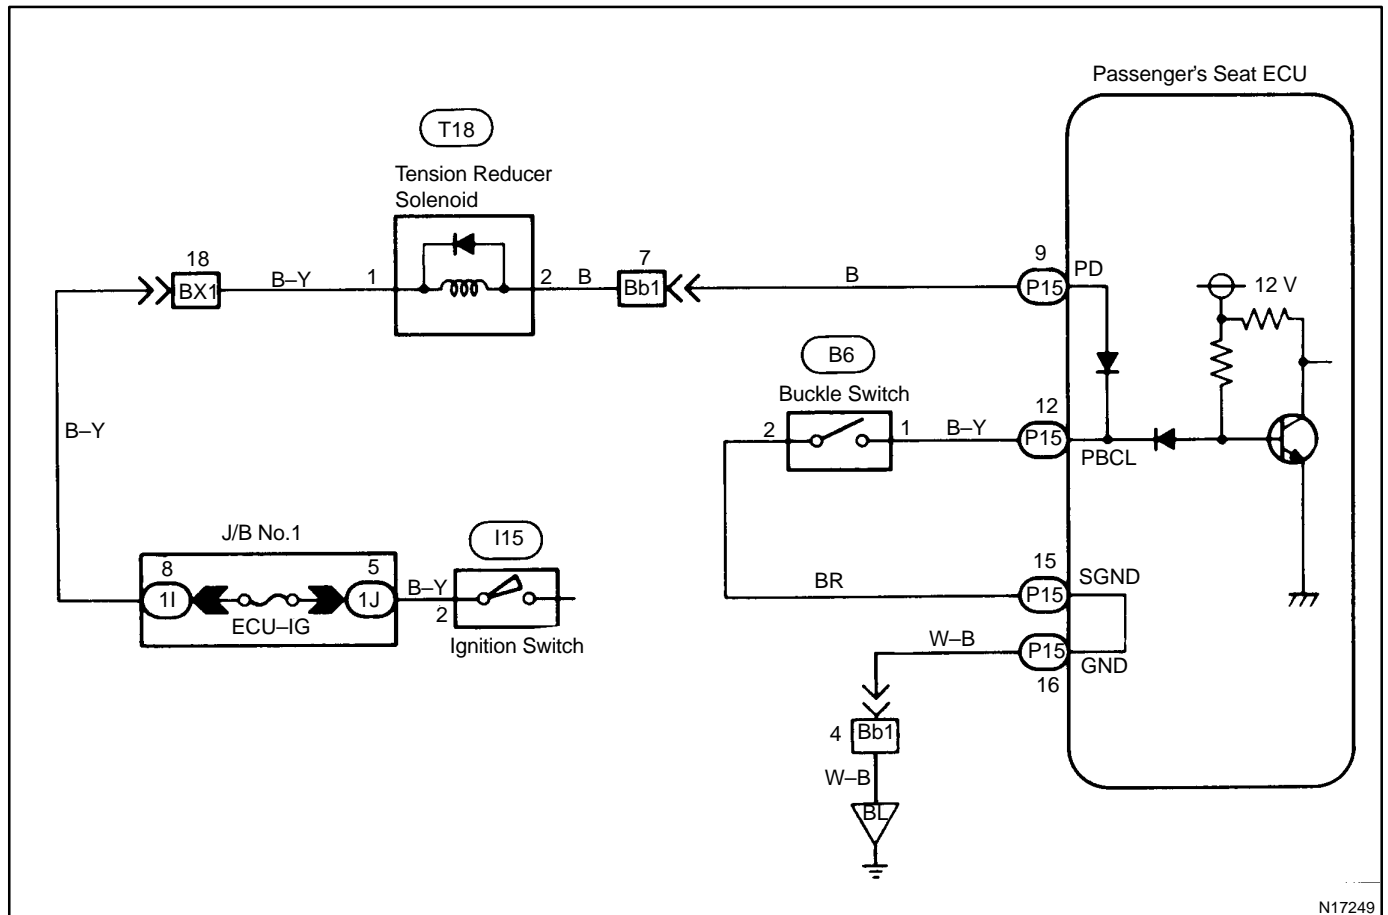 Passenger's Seat ECU
T18
Tension Reducer
Solenoid
18
BX1
B–Y
1
2
B
7
Bb1
B
9
P15
PD
12 V
B6
Buckle Switch
2
1
B–Y
12
P15
PBCL
B–Y
J/B No.1
8
1I
ECU–IG
5
1J
B–Y
2
I15
Ignition Switch
BR
15
P15
SGND
W–B
P15
16
GND
4
Bb1
W–B
BL
N17249